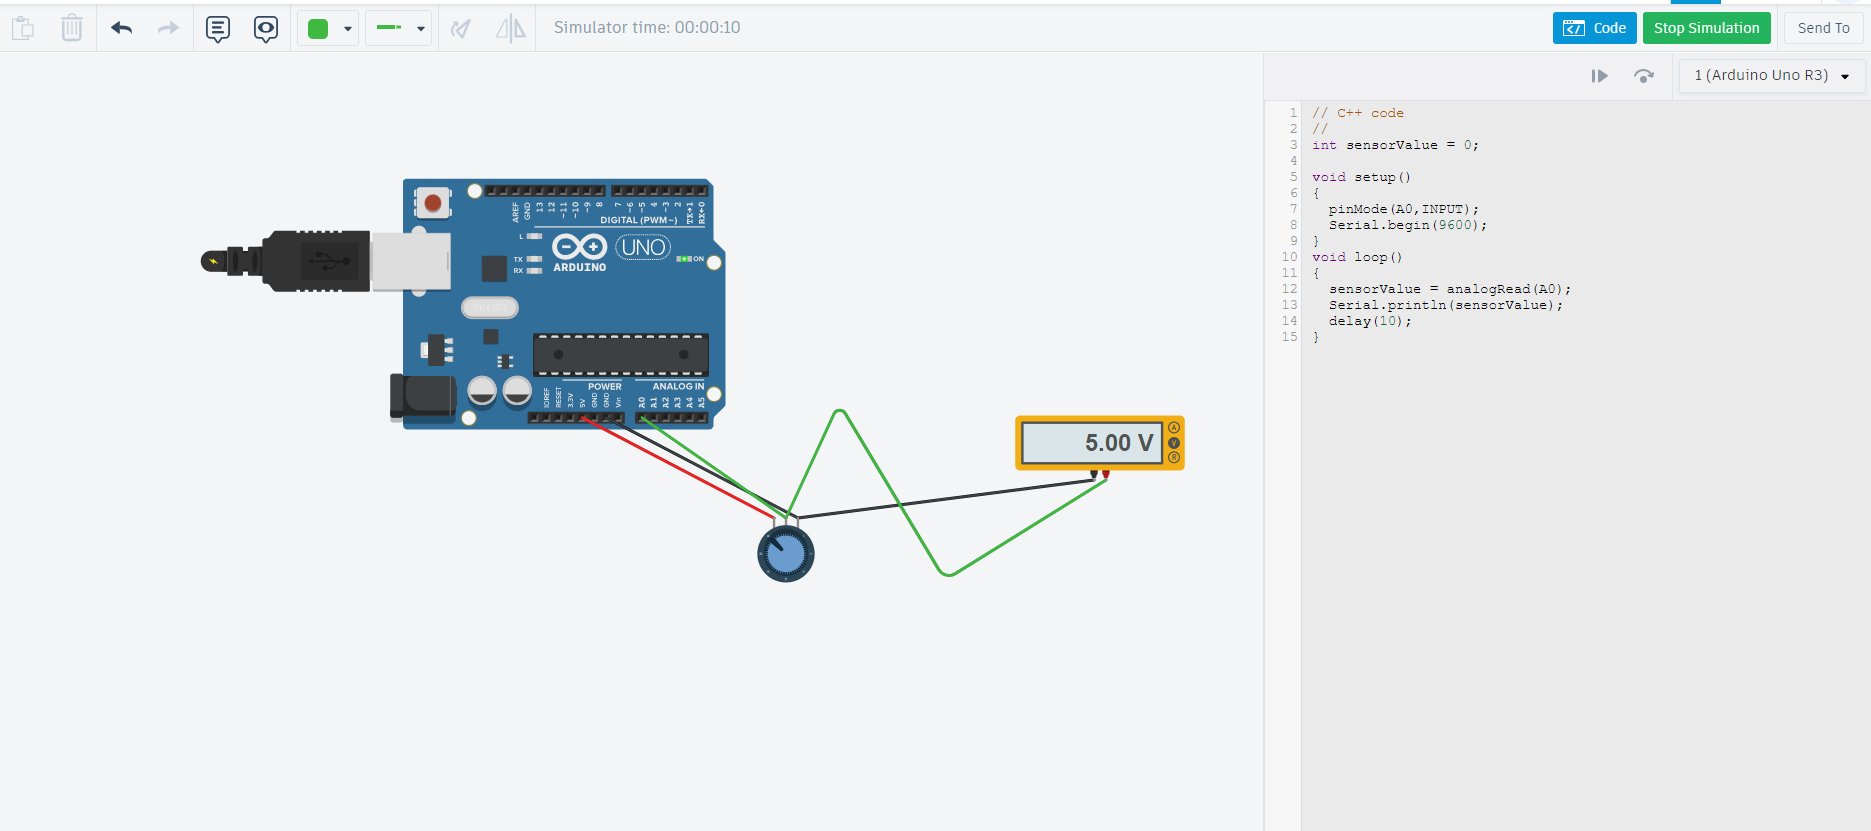 Simulator time: 00:00:10
Code
Stop Simulation
Send To
1 (Arduino Uno R3)
AREF
GND
13
12
~11
~10
~9
8
7
~6
~5
4
~3
2
TX→1
RX←0
DIGITAL (PWM~)
L
TX
RX
ARDUINO
UNO
ON
POWER
ANALOG IN
IOREF
RESET
3.3V
5V
GND
GND
Vin
A0
A1
A2
A3
A4
A5
5.00 V
A
V
R
1 // C++ code
2 //
3 int sensorValue = 0;
4
5 void setup()
6 {
7 pinMode(A0,INPUT);
8 Serial.begin(9600);
9 }
10 void loop()
11 {
12 sensorValue = analogRead(A0);
13 Serial.println(sensorValue);
14 delay(10);
15 }